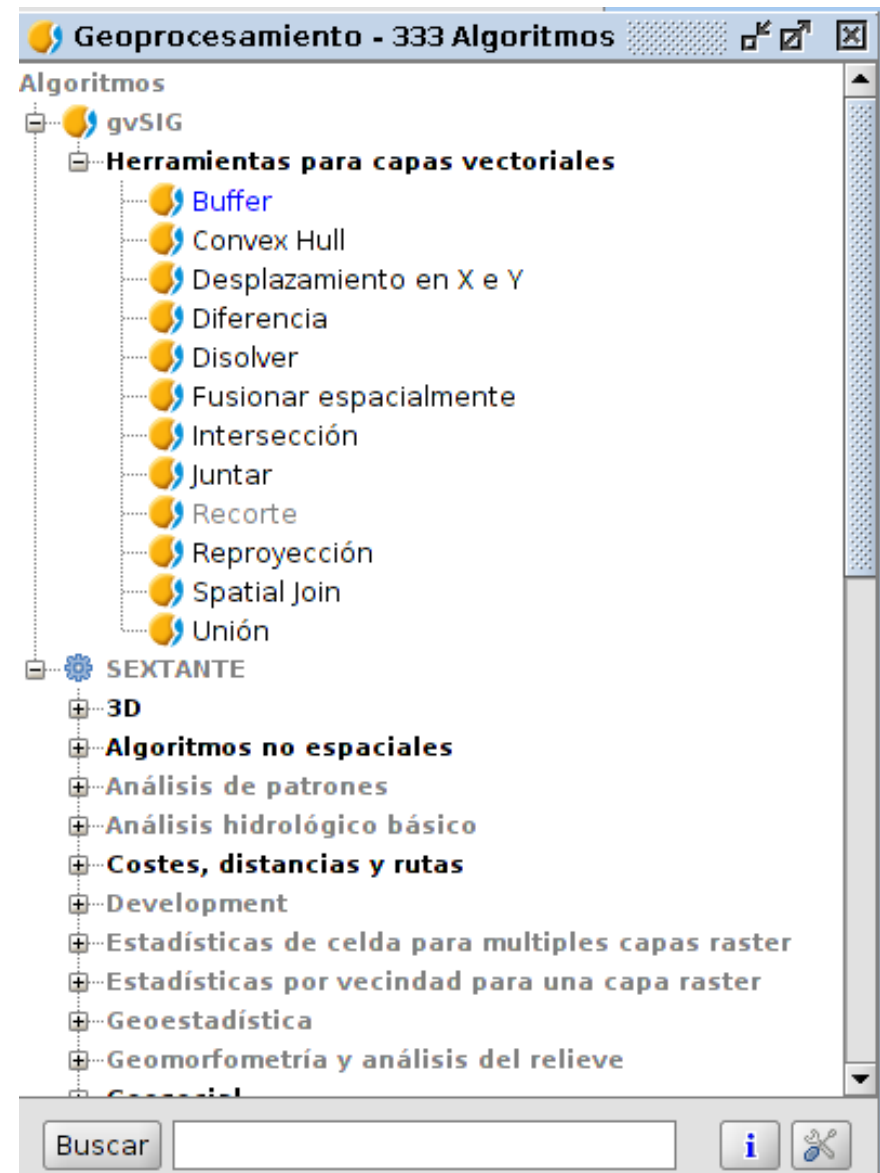 Geoprocesamiento - 333 Algoritmos
Algoritmos
gvSIG
Herramientas para capas vectoriales
Buffer
Convex Hull
Desplazamiento en X e Y
Diferencia
Disolver
Fusionar espacialmente
Intersección
Juntar
Recorte
Reproyección
Spatial Join
Unión
SEXTANTE
3D
Algoritmos no espaciales
Análisis de patrones
Análisis hidrológico básico
Costes, distancias y rutas
Development
Estadísticas de celda para multiples capas raster
Estadísticas por vecindad para una capa raster
Geoestadística
Geomorfometría y análisis del relieve
Buscar
i